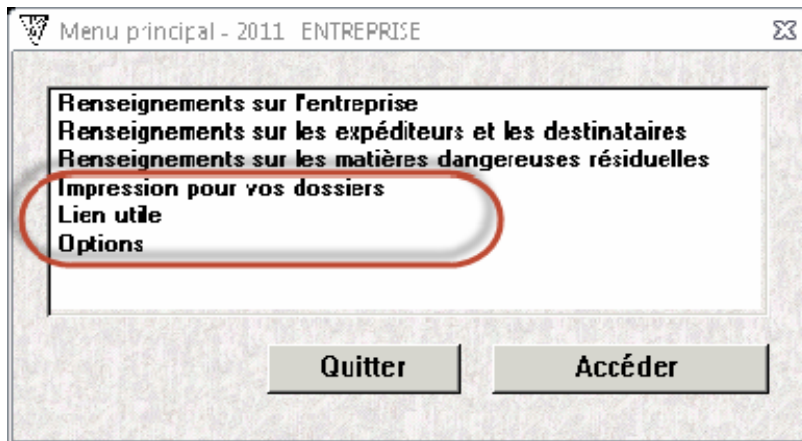 Menu principal - 2011 ENTREPRISE
Renseignements sur l'entreprise
Renseignements sur les expéditeurs et les destinataires
Renseignements sur les matières dangereuses résiduelles
Impression pour vos dossiers
Lien utile
Options
Quitter Accéder